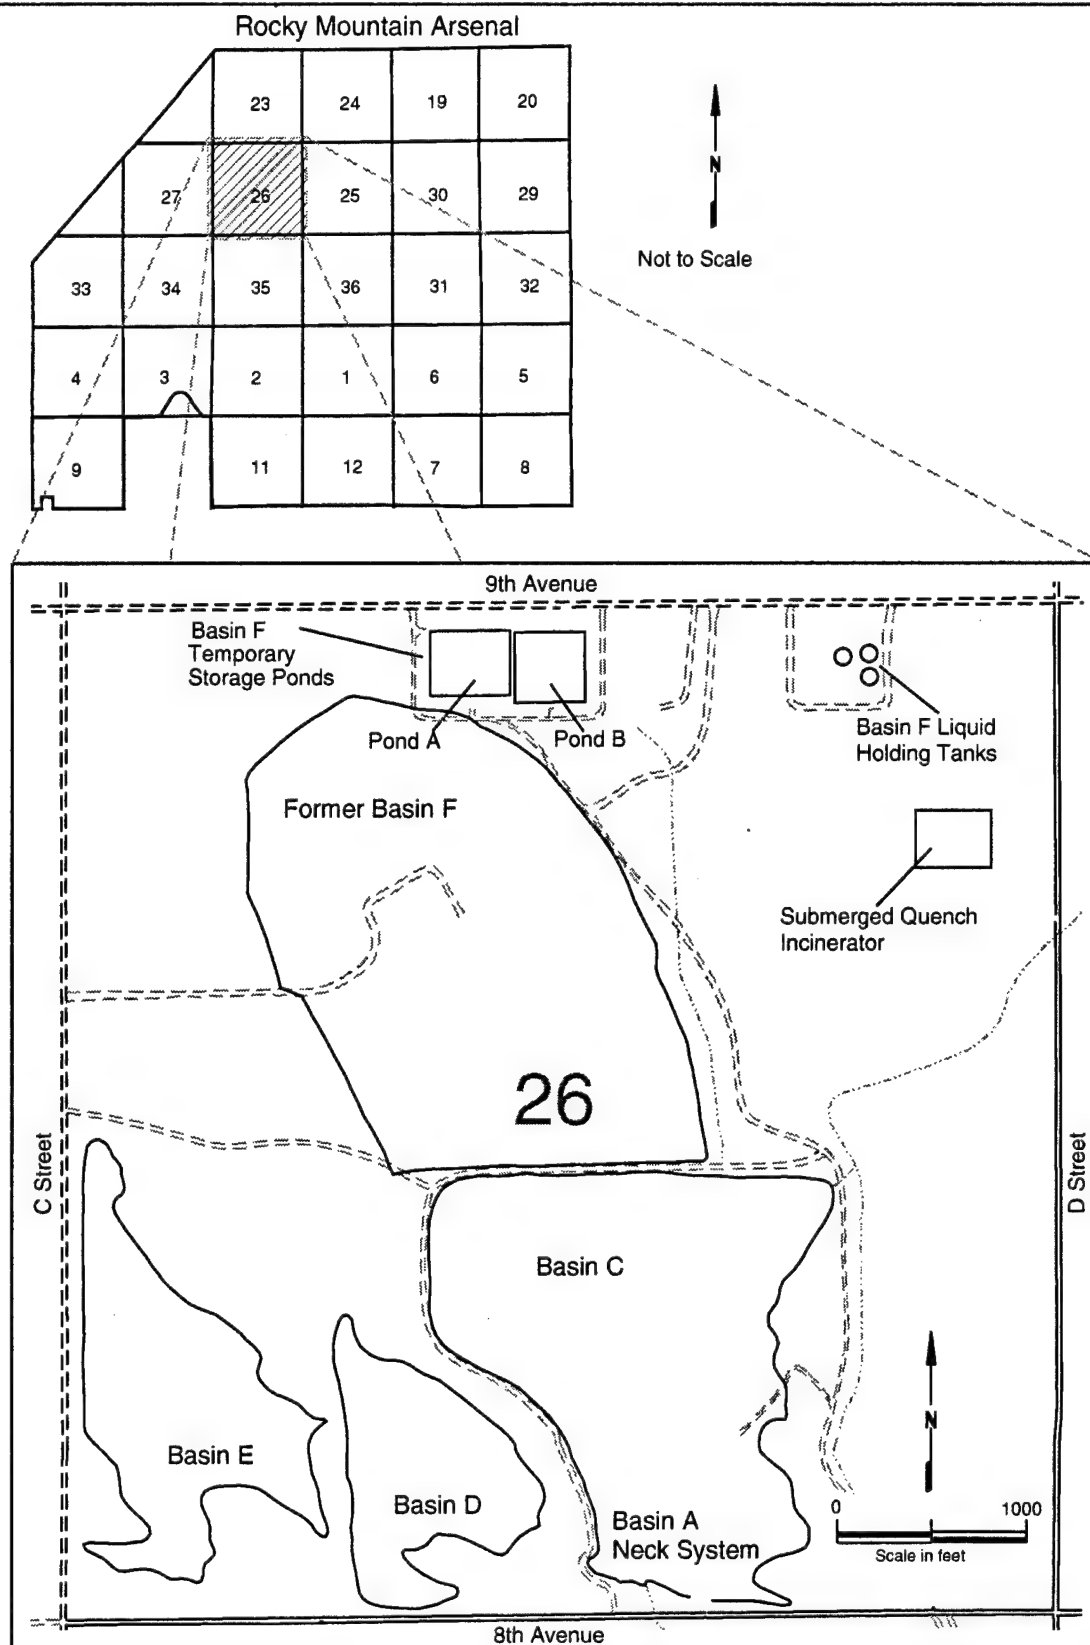 Rocky Mountain Arsenal
23 24 19 20
27 26 25 30 29
33 34 35 36 31 32
4 3 2 1 6 5
9 11 12 7 8
N
Not to Scale
9th Avenue
Basin F
Temporary
Storage Ponds
Pond A
Pond B
Basin F Liquid
Holding Tanks
Former Basin F
Submerged Quench
Incinerator
26
C Street
D Street
Basin C
Basin E
Basin D
Basin A
Neck System
N
0 1000
Scale in feet
8th Avenue